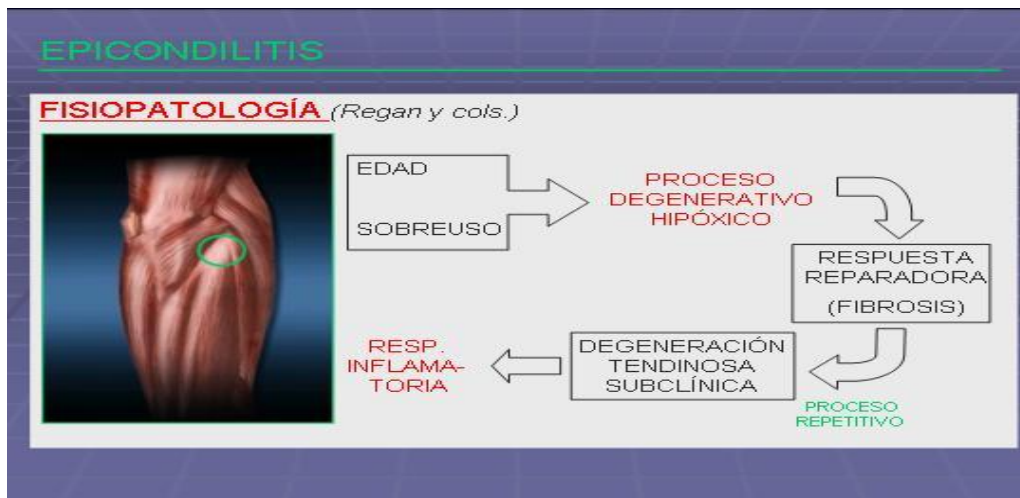 EPICONDILITIS
FISIOPATOLOGÍA (Regan y cols.)
EDAD
SOBREUSO
PROCESO
DEGENERATIVO
HIPÓXICO
RESPUESTA
REPARADORA
(FIBROSIS)
PROCESO
REPETITIVO
DEGENERACIÓN
TENDINOSA
SUBCLÍNICA
RESP.
INFLAMA-
TORIA